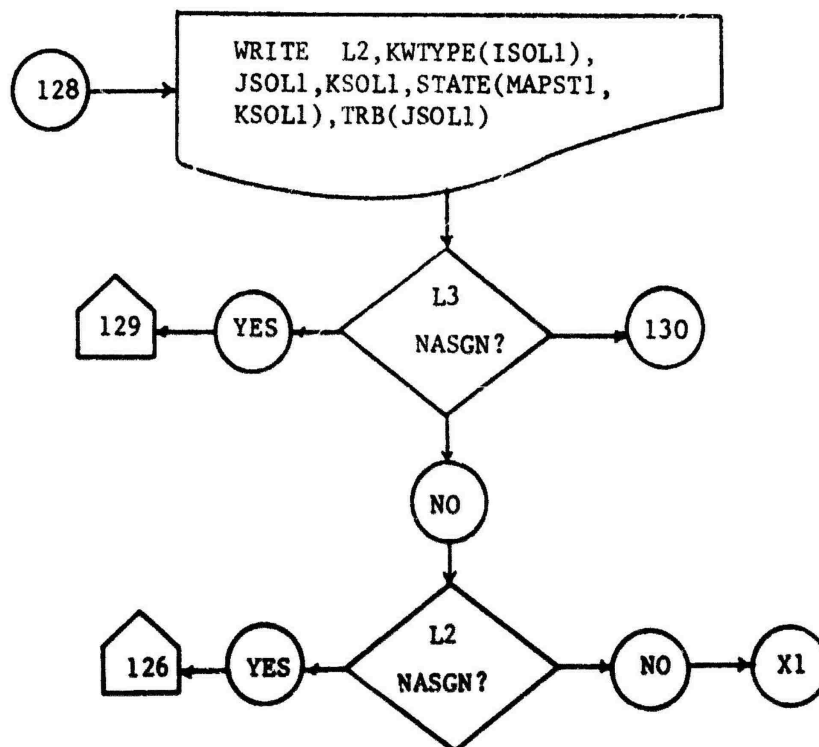 128
WRITE L2,KWTYPE(ISOL1),
JSOL1,KSOL1,STATE(MAPST1,
KSOL1),TRB(JSOL1)
129
YES
L3
NASGN?
130
NO
126
YES
L2
NASGN?
NO
X1